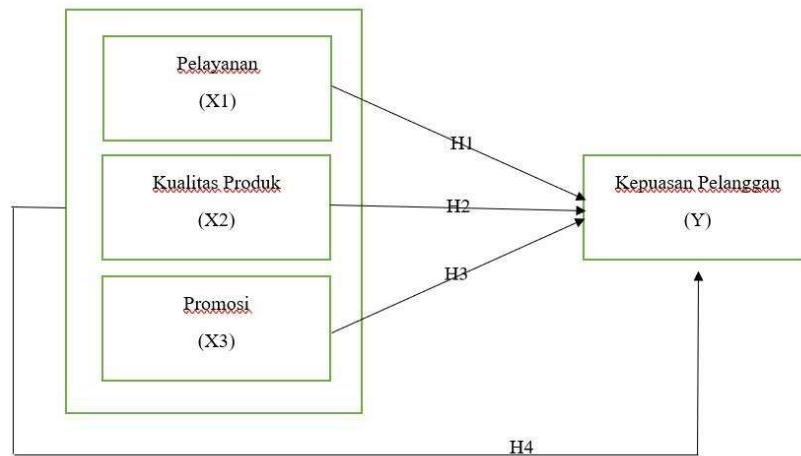 Pelayanan
(X1)
H1
Kualitas Produk
(X2)
H2
Kepuasan Pelanggan
(Y)
H3
Promosi
(X3)
H4